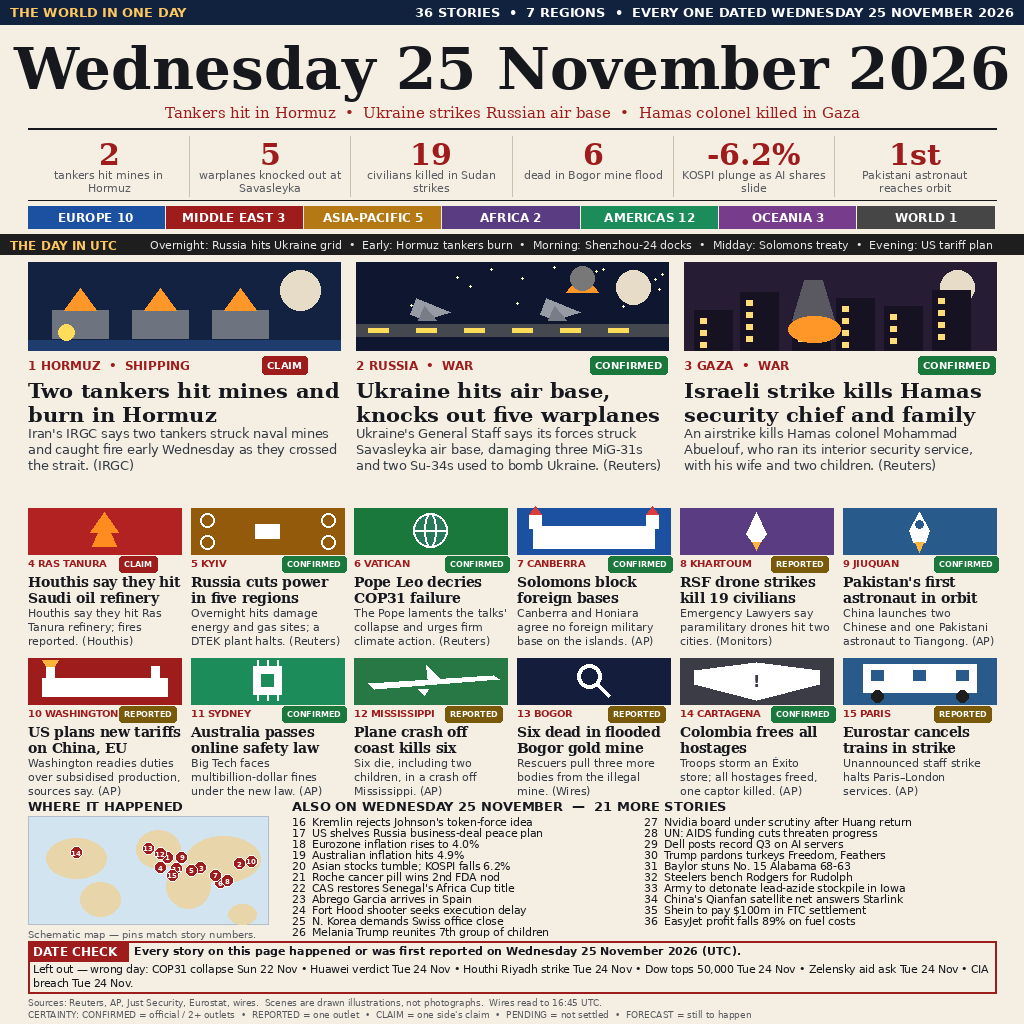 THE WORLD IN ONE DAY
36 STORIES • 7 REGIONS • EVERY ONE DATED WEDNESDAY 25 NOVEMBER 2026
Wednesday 25 November 2026
Tankers hit in Hormuz • Ukraine strikes Russian air base • Hamas colonel killed in Gaza
2
tankers hit mines in
Hormuz
5
warplanes knocked out at
Savasleyka
19
civilians killed in Sudan
strikes
6
dead in Bogor mine flood
-6.2%
KOSPI plunge as AI shares
slide
1st
Pakistani astronaut
reaches orbit
EUROPE 10
MIDDLE EAST 3
ASIA-PACIFIC 5
AFRICA 2
AMERICAS 12
OCEANIA 3
WORLD 1
THE DAY IN UTC
Overnight: Russia hits Ukraine grid • Early: Hormuz tankers burn • Morning: Shenzhou-24 docks • Midday: Solomons treaty • Evening: US tariff plan
1 HORMUZ • SHIPPING
CLAIM
Two tankers hit mines and
burn in Hormuz
Iran's IRGC says two tankers struck naval mines
and caught fire early Wednesday as they crossed
the strait. (IRGC)
2 RUSSIA • WAR
CONFIRMED
Ukraine hits air base,
knocks out five warplanes
Ukraine's General Staff says its forces struck
Savasleyka air base, damaging three MiG-31s
and two Su-34s used to bomb Ukraine. (Reuters)
3 GAZA • WAR
CONFIRMED
Israeli strike kills Hamas
security chief and family
An airstrike kills Hamas colonel Mohammad
Abuelouf, who ran its interior security service,
with his wife and two children. (Reuters)
4 RAS TANURA
CLAIM
Houthis say they hit
Saudi oil refinery
Houthis say they hit Ras
Tanura refinery; fires
reported. (Houthis)
5 KYIV
CONFIRMED
Russia cuts power
in five regions
Overnight hits damage
energy and gas sites; a
DTEK plant halts. (Reuters)
6 VATICAN
CONFIRMED
Pope Leo decries
COP31 failure
The Pope laments the talks'
collapse and urges firm
climate action. (Reuters)
7 CANBERRA
CONFIRMED
Solomons block
foreign bases
Canberra and Honiara
agree no foreign military
base on the islands. (AP)
8 KHARTOUM
REPORTED
RSF drone strikes
kill 19 civilians
Emergency Lawyers say
paramilitary drones hit two
cities. (Monitors)
9 JIUQUAN
CONFIRMED
Pakistan's first
astronaut in orbit
China launches two
Chinese and one Pakistani
astronaut to Tiangong. (AP)
10 WASHINGTON
REPORTED
US plans new tariffs
on China, EU
Washington readies duties
over subsidised production,
sources say. (AP)
11 SYDNEY
CONFIRMED
Australia passes
online safety law
Big Tech faces
multibillion-dollar fines
under the new law. (AP)
12 MISSISSIPPI
REPORTED
Plane crash off
coast kills six
Six die, including two
children, in a crash off
Mississippi. (AP)
13 BOGOR
REPORTED
Six dead in flooded
Bogor gold mine
Rescuers pull three more
bodies from the illegal
mine. (Wires)
!
14 CARTAGENA
CONFIRMED
Colombia frees all
hostages
Troops storm an Éxito
store; all hostages freed,
one captor killed. (AP)
15 PARIS
REPORTED
Eurostar cancels
trains in strike
Unannounced staff strike
halts Paris–London
services. (AP)
WHERE IT HAPPENED
14
13
12
9
4
15
5
3
7
8
2
10
Schematic map — pins match story numbers.
ALSO ON WEDNESDAY 25 NOVEMBER — 21 MORE STORIES
16 Kremlin rejects Johnson's token-force idea
17 US shelves Russia business-deal peace plan
18 Eurozone inflation rises to 4.0%
19 Australian inflation hits 4.9%
20 Asian stocks tumble; KOSPI falls 6.2%
21 Roche cancer pill wins 2nd FDA nod
22 CAS restores Senegal's Africa Cup title
23 Abrego Garcia arrives in Spain
24 Fort Hood shooter seeks execution delay
25 N. Korea demands Swiss office close
26 Melania Trump reunites 7th group of children
27 Nvidia board under scrutiny after Huang return
28 UN: AIDS funding cuts threaten progress
29 Dell posts record Q3 on AI servers
30 Trump pardons turkeys Freedom, Feathers
31 Baylor stuns No. 15 Alabama 68-63
32 Steelers bench Rodgers for Rudolph
33 Army to detonate lead-azide stockpile in Iowa
34 China's Qianfan satellite net answers Starlink
35 Shein to pay $100m in FTC settlement
36 EasyJet profit falls 89% on fuel costs
DATE CHECK
Every story on this page happened or was first reported on Wednesday 25 November 2026 (UTC).
Left out — wrong day: COP31 collapse Sun 22 Nov • Huawei verdict Tue 24 Nov • Houthi Riyadh strike Tue 24 Nov • Dow tops 50,000 Tue 24 Nov • Zelensky aid ask Tue 24 Nov • CIA
breach Tue 24 Nov.
Sources: Reuters, AP, Just Security, Eurostat, wires. Scenes are drawn illustrations, not photographs. Wires read to 16:45 UTC.
CERTAINTY: CONFIRMED = official / 2+ outlets • REPORTED = one outlet • CLAIM = one side's claim • PENDING = not settled • FORECAST = still to happen